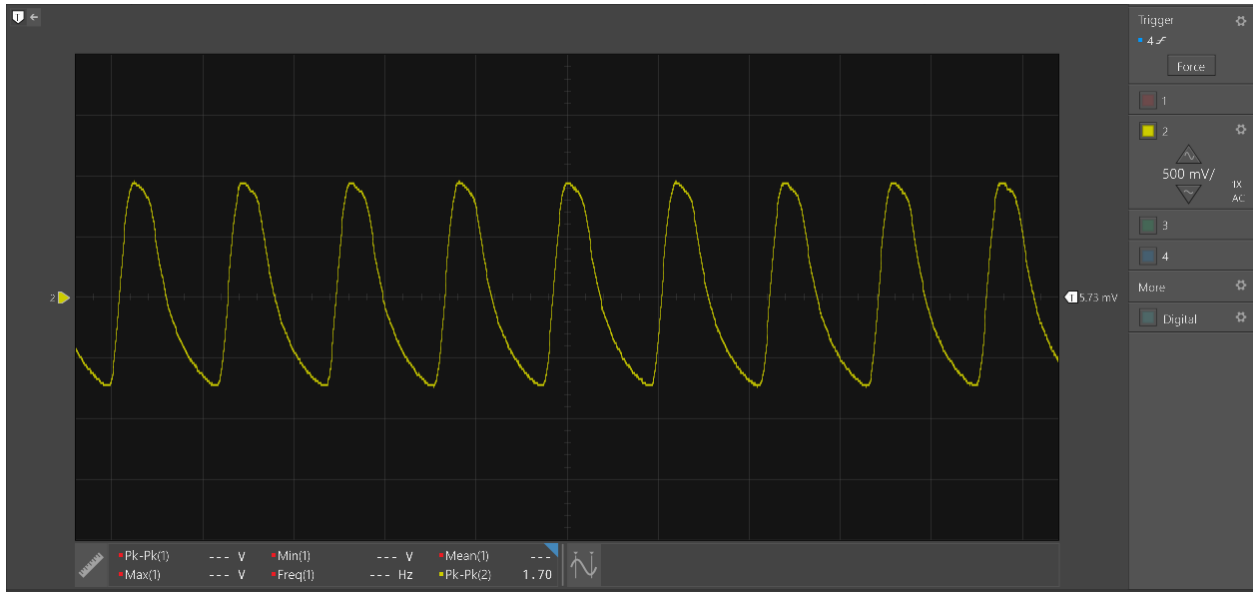 T
Trigger
4
Force
1
2
500 mV/
1X
AC
3
4
More
Digital
2
T 5.73 mV
Pk-Pk(1) --- V Min(1) --- V Mean(1) ---
Max(1) --- V Freq(1) --- Hz Pk-Pk(2) 1.70